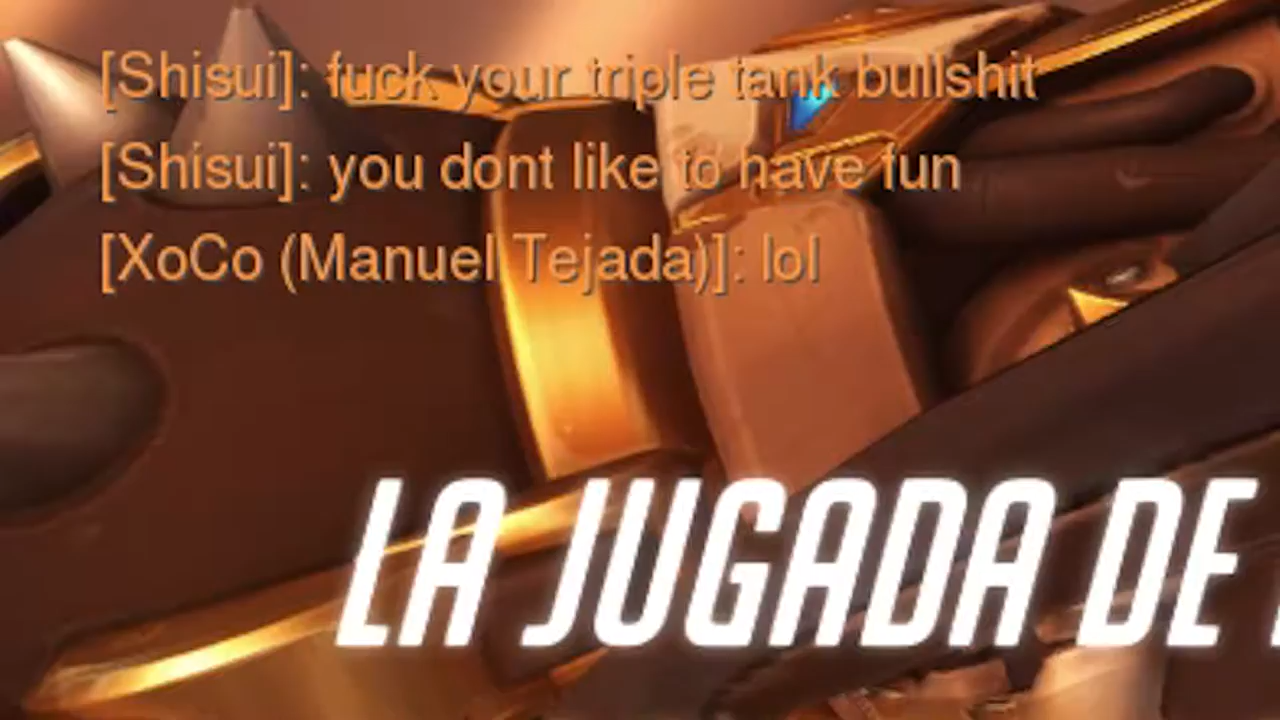 [Shisui]: fuck your triple tank bullshit
[Shisui]: you dont like to have fun
[XoCo (Manuel Tejada)]: lol
LA JUGADA DE